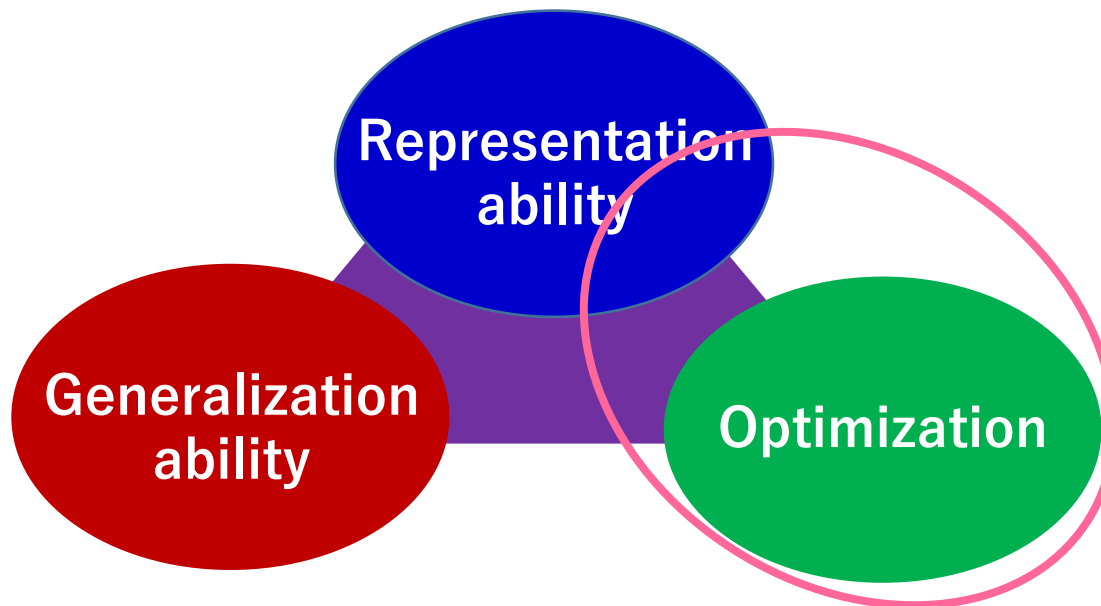 Representation
ability
Generalization
ability
Optimization